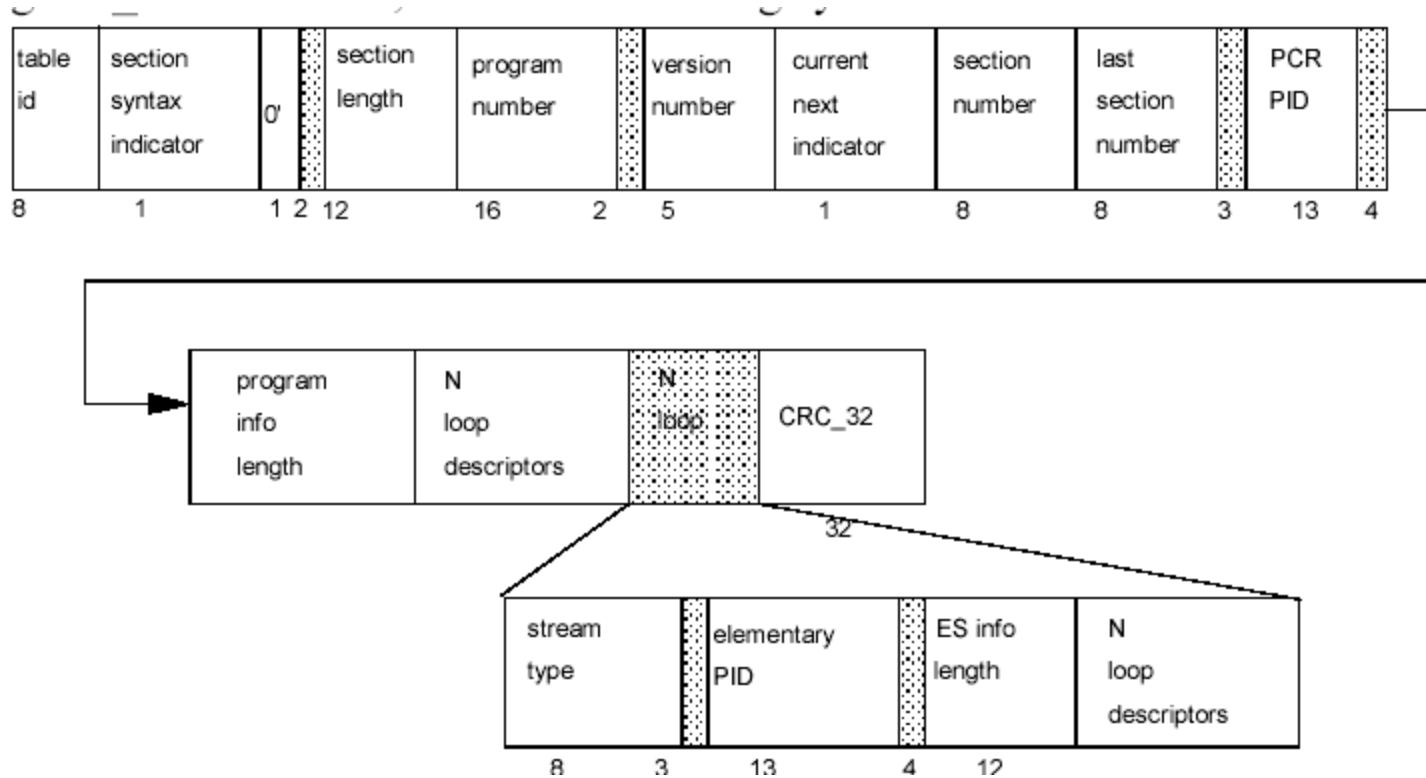 table
id
section
syntax
indicator
0'
section
length
program
number
version
number
current
next
indicator
section
number
last
section
number
PCR
PID
8 1 1 2 12 16 2 5 1 8 8 3 13 4
program
info
length
N
loop
descriptors
N
loop
CRC_32
32
stream
type
elementary
PID
ES info
length
N
loop
descriptors
8 3 13 4 12